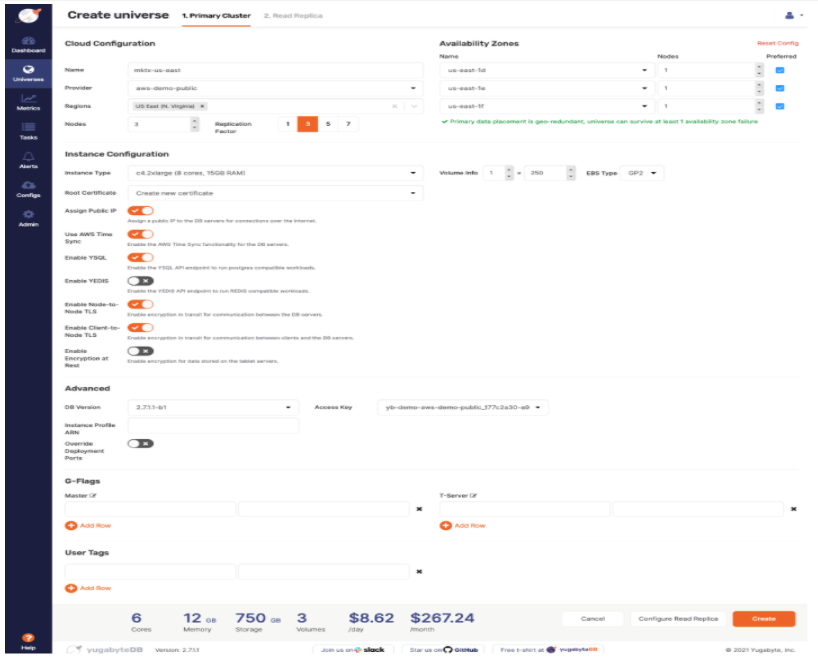 Create universe 1. Primary Cluster 2. Read Replica
Dashboard
Universes
Metrics
Tasks
Alerts
Configs
Admin
Help
Cloud Configuration
Name mktx-us-east
Provider aws-demo-public
Regions US East (N. Virginia) ×
Nodes 3 Replication Factor 1 3 5 7
Availability Zones Reset Config
Name Nodes Preferred
us-east-1d 1
us-east-1e 1
us-east-1f 1
Primary data placement is geo-redundant, universe can survive at least 1 availability zone failure
Instance Configuration
Instance Type c4.2xlarge (8 cores, 15GB RAM) Volume Info 1 × 250 EBS Type GP2
Root Certificate Create new certificate
Assign Public IP
Assign a public IP to the DB servers for connections over the internet.
Use AWS Time
Sync
Enable the AWS Time Sync functionality for the DB servers.
Enable YSQL
Enable the YSQL API endpoint to run postgres compatible workloads.
Enable YEDIS
Enable the YEDIS API endpoint to run REDIS compatible workloads.
Enable Node-to-
Node TLS
Enable encryption in transit for communication between the DB servers.
Enable Client-to-
Node TLS
Enable encryption in transit for communication between clients and the DB servers.
Enable
Encryption at
Rest
Enable encryption for data stored on the tablet servers.
Advanced
DB Version 2.7.1.1-b1 Access Key yb-demo-aws-demo-public_177c2a30-a9
Instance Profile
ARN
Override
Deployment
Ports
G-Flags
Master T-Server
Add Row Add Row
User Tags
Add Row
6 12 GB 750 GB 3 $8.62 $267.24
Cores Memory Storage Volumes /day /month
Cancel Configure Read Replica Create
yugabyteDB Version: 2.7.1.1 Join us on slack Star us on GitHub Free t-shirt at yugabyteDB © 2021 Yugabyte, Inc.